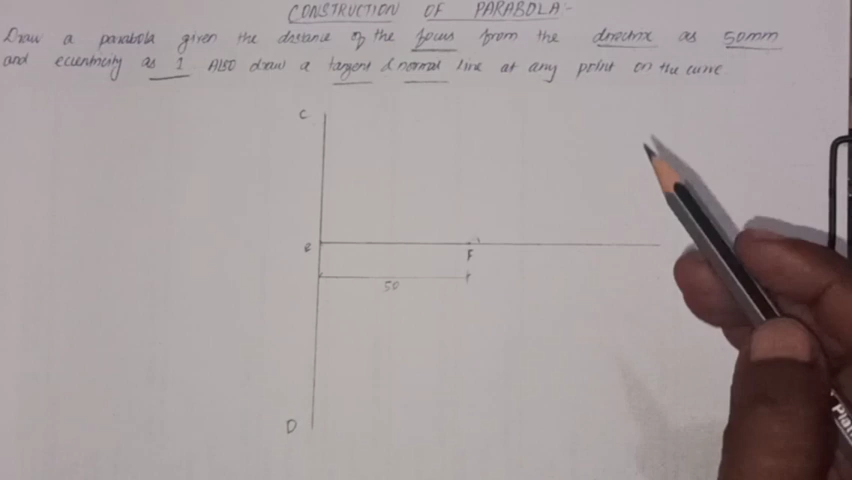 CONSTRUCTION OF PARABOLA-
Draw a parabola given the distance of the focus from the directrix as 50mm
and eccentricity as 1. Also draw a tangent & normal line at any point on the curve
C
e
F
50
D
Plat